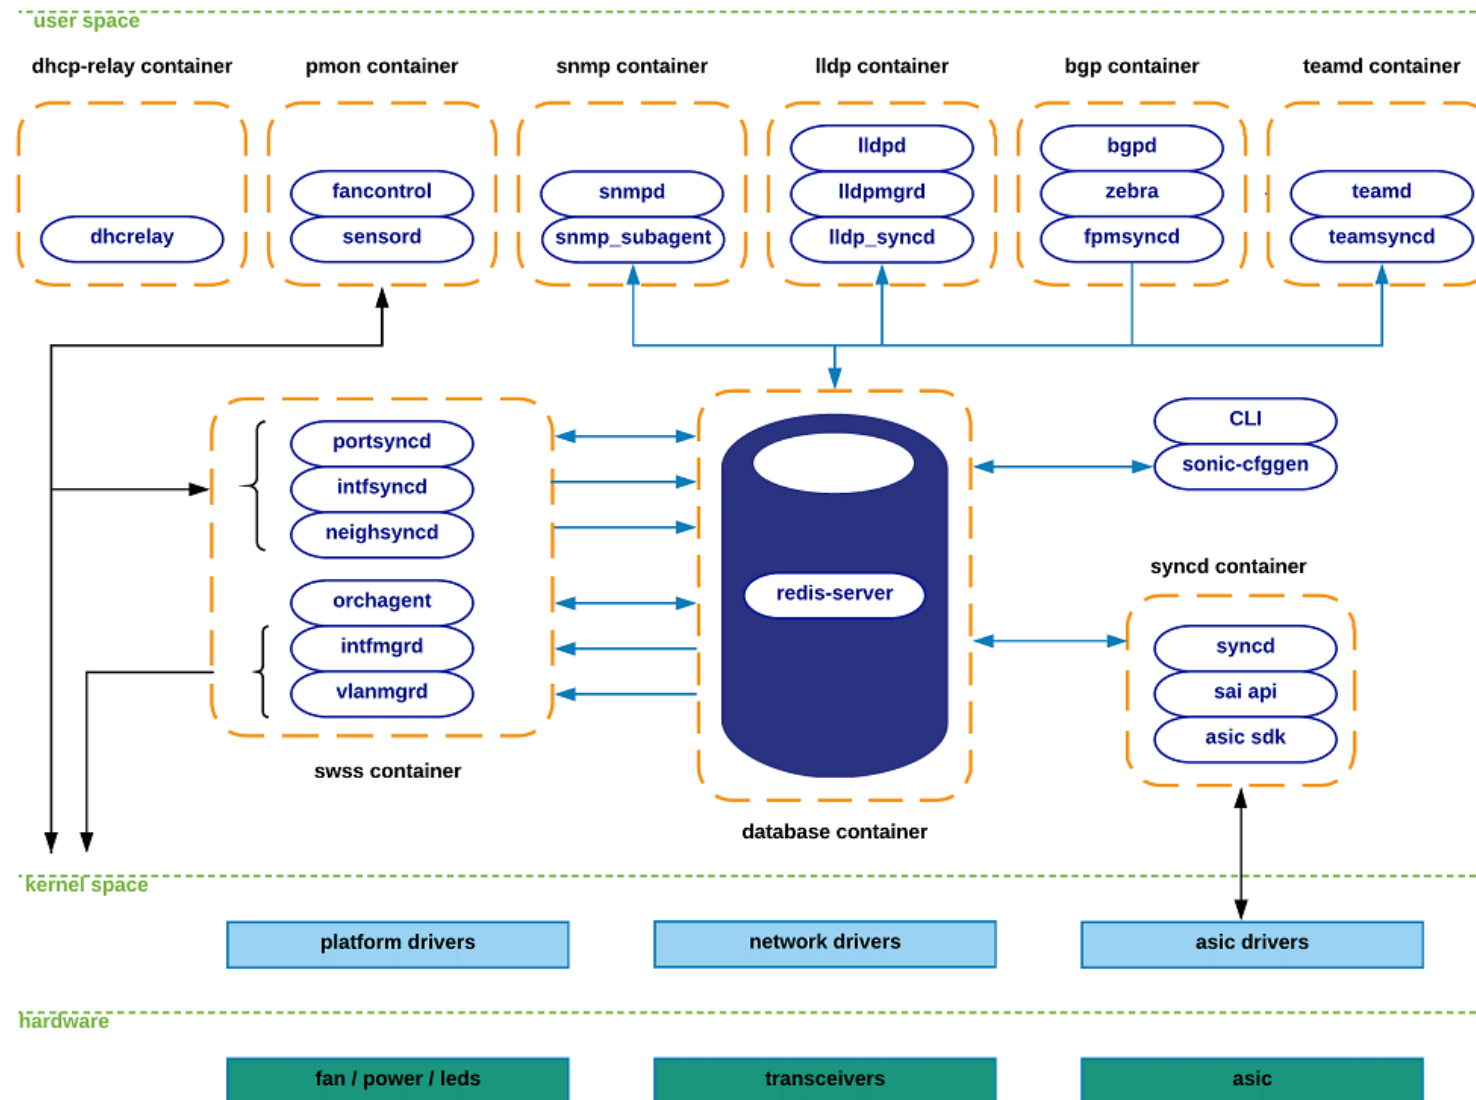 user space
dhcp-relay container
pmon container
snmp container
lldp container
bgp container
teamd container
dhcrelay
fancontrol
sensord
snmpd
snmp_subagent
lldpd
lldpmgrd
lldp_syncd
bgpd
zebra
fpmsyncd
teamd
teamsyncd
portsyncd
intfsyncd
neighsyncd
orchagent
intfmgrd
vlanmgrd
swss container
redis-server
database container
CLI
sonic-cfggen
syncd container
syncd
sai api
asic sdk
kernel space
platform drivers
network drivers
asic drivers
hardware
fan / power / leds
transceivers
asic